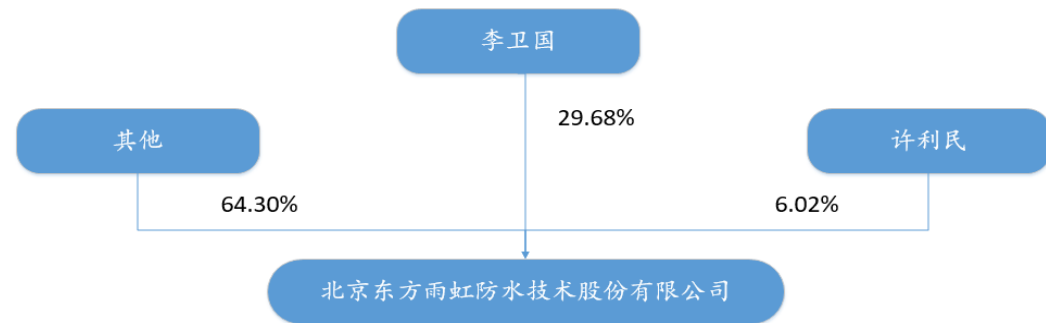 李卫国
29.68%
其他
许利民
64.30%
6.02%
北京东方雨虹防水技术股份有限公司